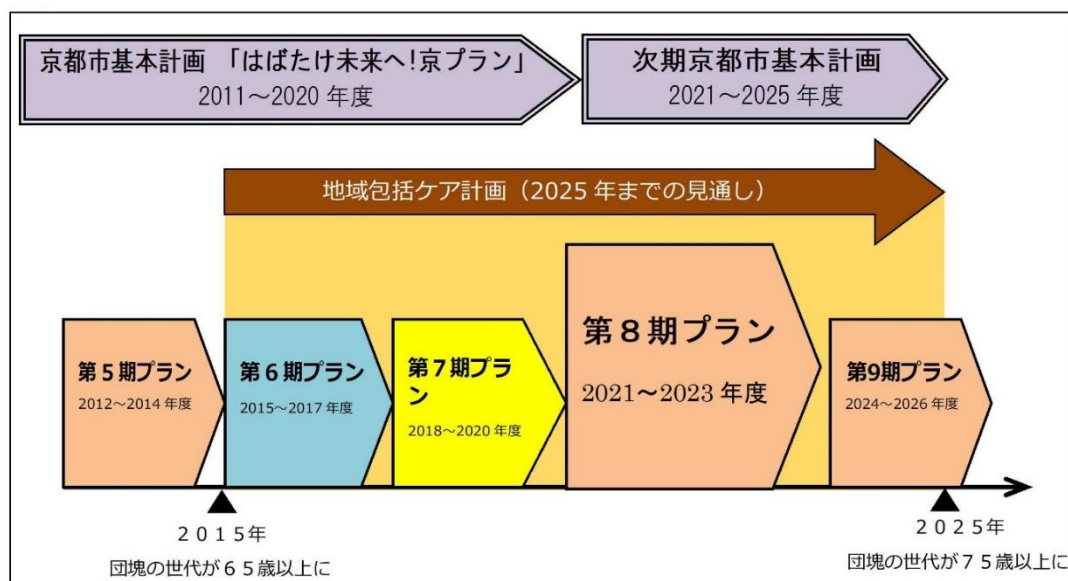 京都市基本計画 「はばたけ未来へ!京プラン」
2011～2020 年度
次期京都市基本計画
2021～2025 年度
地域包括ケア計画（2025 年までの見通し）
第５期プラン
2012～2014 年度
第６期プラン
2015～2017 年度
第７期プラ
ン
2018～2020 年度
第８期プラン
2021～2023 年度
第9期プラン
2024～2026 年度
２０１５年
団塊の世代が６５歳以上に
２０２５年
団塊の世代が７５歳以上に